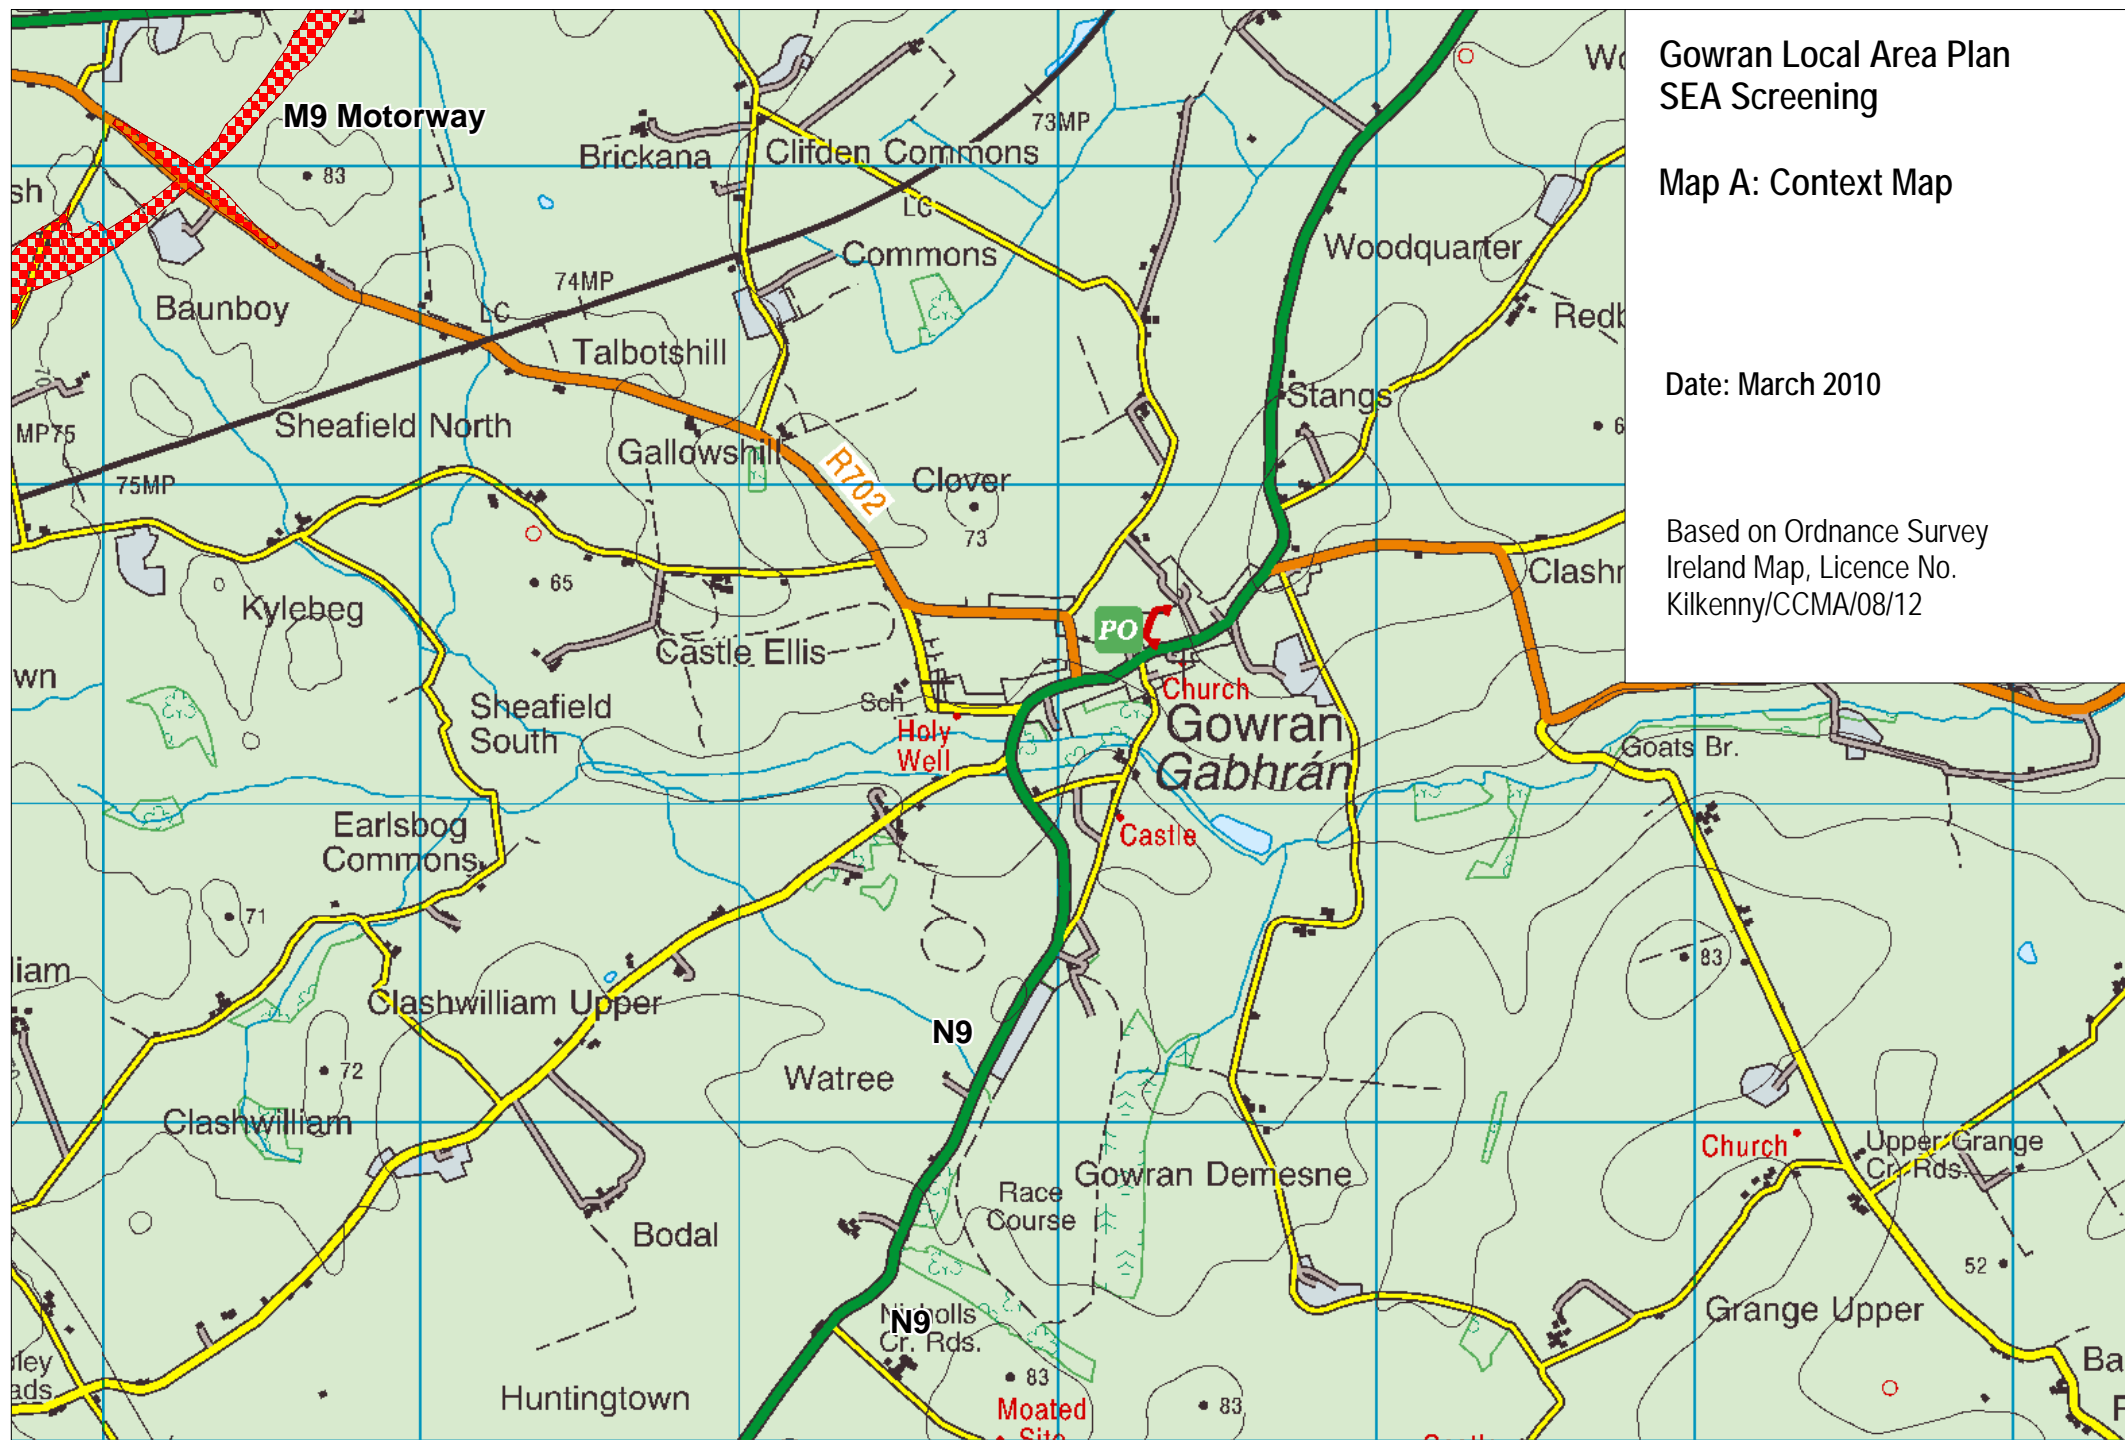 Gowran Local Area Plan
SEA Screening
Map A: Context Map
Date: March 2010
Based on Ordnance Survey
Ireland Map, Licence No.
Kilkenny/CCMA/08/12
M9 Motorway
83
73MP
Brickana
Clifden Commons
LC
Commons
Woodquarter
74MP
Baunboy
LC
Talbotshill
70
Stangs
Sheafield North
MP75
Gallowshill
R702
Clover
75MP
73
65
Kylebeg
PO
Castle Ellis
Church
Sch
Sheafield
South
Holy
Well
Gowran
Gabhrán
Goats Br.
Earlsbog
Commons
Castle
71
83
Clashwilliam Upper
N9
72
Watree
Clashwilliam
Church
Upper Grange
Cr. Rds.
Gowran Demesne
Race
Course
Bodal
52
Grange Upper
Nicholls
Cr. Rds.
N9
83
83
Huntingtown
Moated
Site